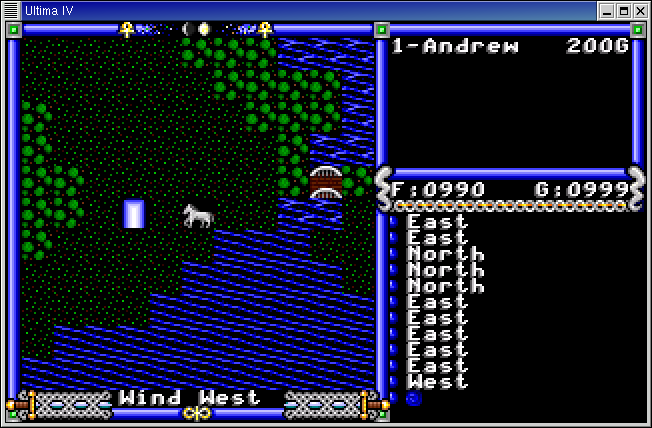 Ultima IV
1-Andrew 200G
F:0990 G:0999
East
East
North
North
North
East
East
East
East
East
West
Wind West